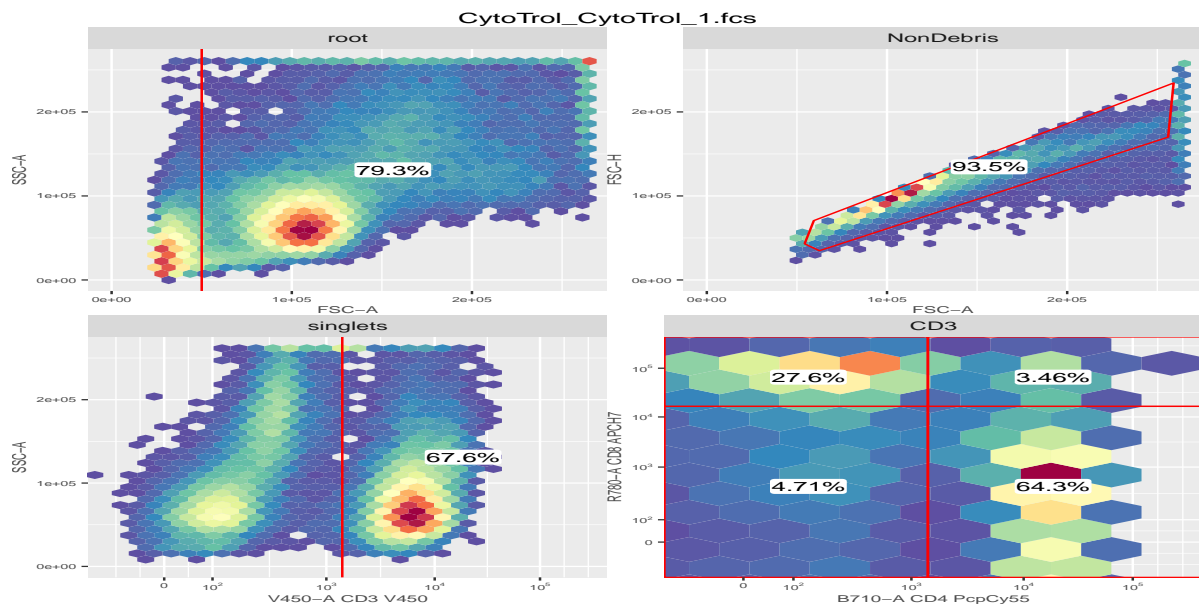 CytoTrol_CytoTrol_1.fcs
root
NonDebris
SSC−A
2e+05
1e+05
0e+00
79.3%
0e+00 1e+05 2e+05
FSC−A
FSC−H
2e+05
1e+05
0e+00
93.5%
0e+00 1e+05 2e+05
FSC−A
singlets
CD3
SSC−A
2e+05
1e+05
0e+00
67.6%
0 10² 10³ 10⁴ 10⁵
V450−A CD3 V450
R780−A CD8 APCH7
10⁵
10⁴
10³
10²
0
27.6% 3.46%
4.71% 64.3%
0 10² 10³ 10⁴ 10⁵
B710−A CD4 PcpCy55